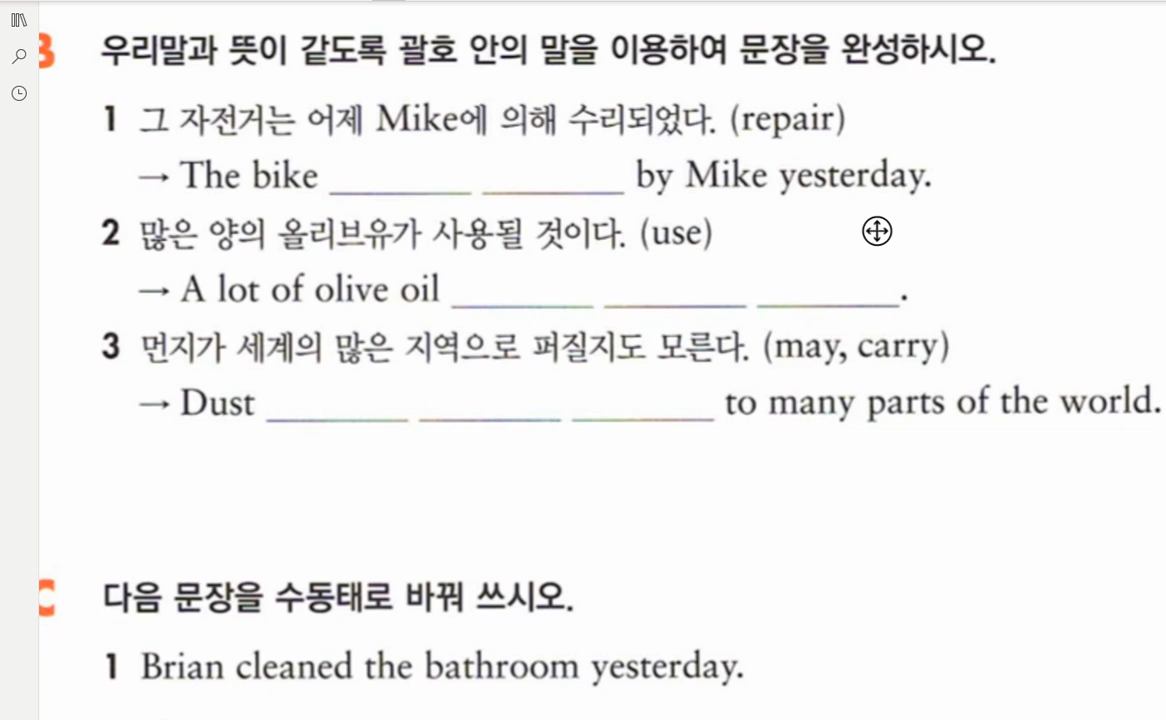 B 우리말과 뜻이 같도록 괄호 안의 말을 이용하여 문장을 완성하시오.
1 그 자전거는 어제 Mike에 의해 수리되었다. (repair)
→ The bike ________ ________ by Mike yesterday.
2 많은 양의 올리브유가 사용될 것이다. (use)
→ A lot of olive oil ________ ________ ________.
3 먼지가 세계의 많은 지역으로 퍼질지도 모른다. (may, carry)
→ Dust ________ ________ ________ to many parts of the world.
C 다음 문장을 수동태로 바꿔 쓰시오.
1 Brian cleaned the bathroom yesterday.